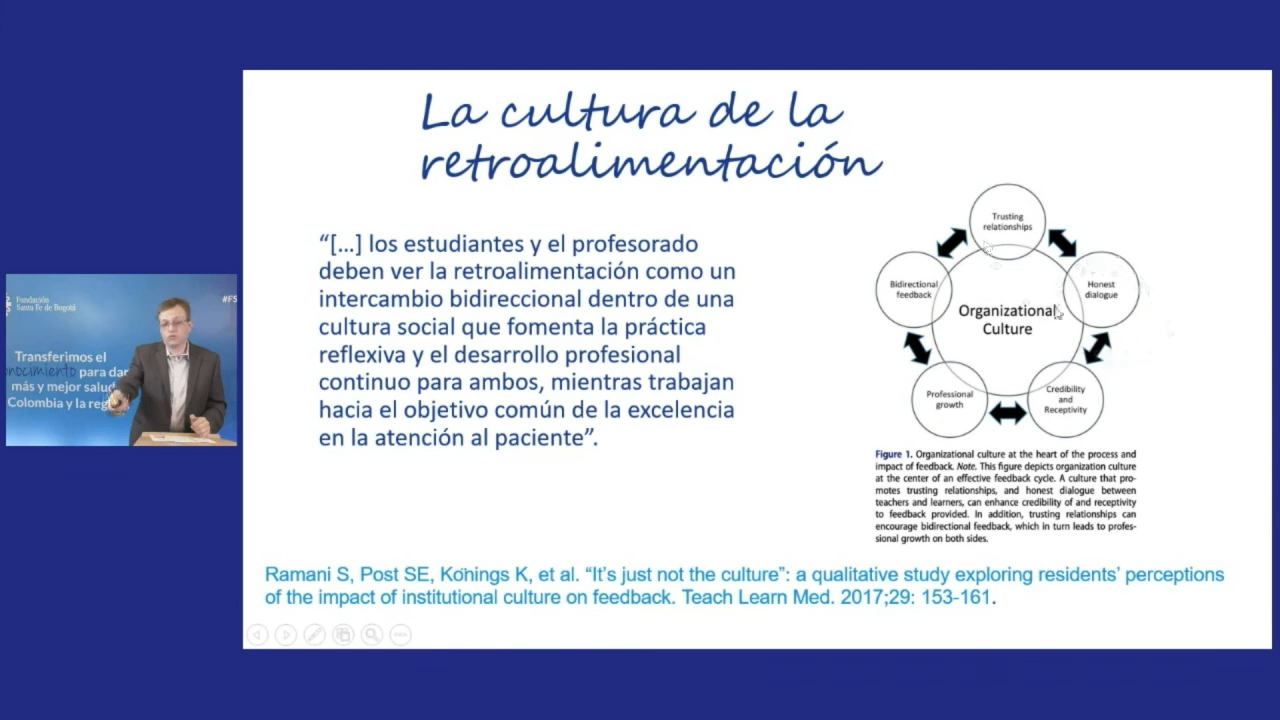 La cultura de la
retroalimentación
“[...] los estudiantes y el profesorado
deben ver la retroalimentación como un
intercambio bidireccional dentro de una
cultura social que fomenta la práctica
reflexiva y el desarrollo profesional
continuo para ambos, mientras trabajan
hacia el objetivo común de la excelencia
en la atención al paciente”.
Trusting
relationships
Bidirectional
feedback
Honest
dialogue
Organizational
Culture
Professional
growth
Credibility
and
Receptivity
Figure 1. Organizational culture at the heart of the process and
impact of feedback. Note. This figure depicts organization culture
at the center of an effective feedback cycle. A culture that pro-
motes trusting relationships, and honest dialogue between
teachers and learners, can enhance credibility of and receptivity
to feedback provided. In addition, trusting relationships can
encourage bidirectional feedback, which in turn leads to profes-
sional growth on both sides.
Ramani S, Post SE, Könings K, et al. “It’s just not the culture”: a qualitative study exploring residents’ perceptions
of the impact of institutional culture on feedback. Teach Learn Med. 2017;29: 153-161.
Fundación
Santa Fe de Bogotá
#FS
Transferimos el
para dar
más y mejor salud
Colombia y la reg